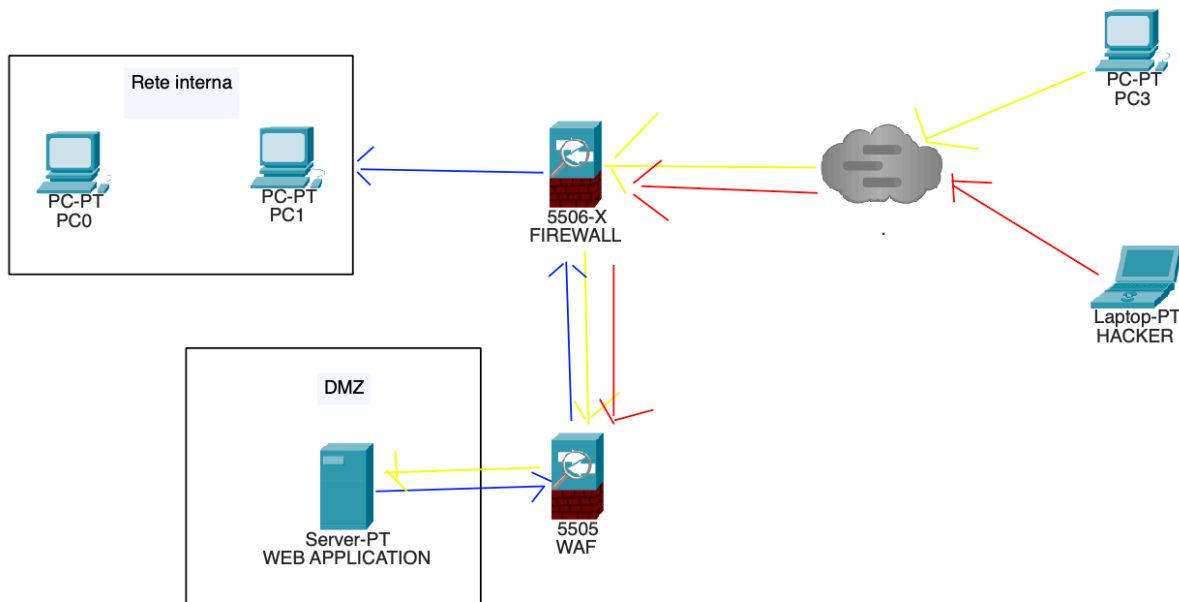 PC-PT
PC3
Rete interna
PC-PT
PC0
PC-PT
PC1
5506-X
FIREWALL
.
Laptop-PT
HACKER
DMZ
Server-PT
WEB APPLICATION
5505
WAF